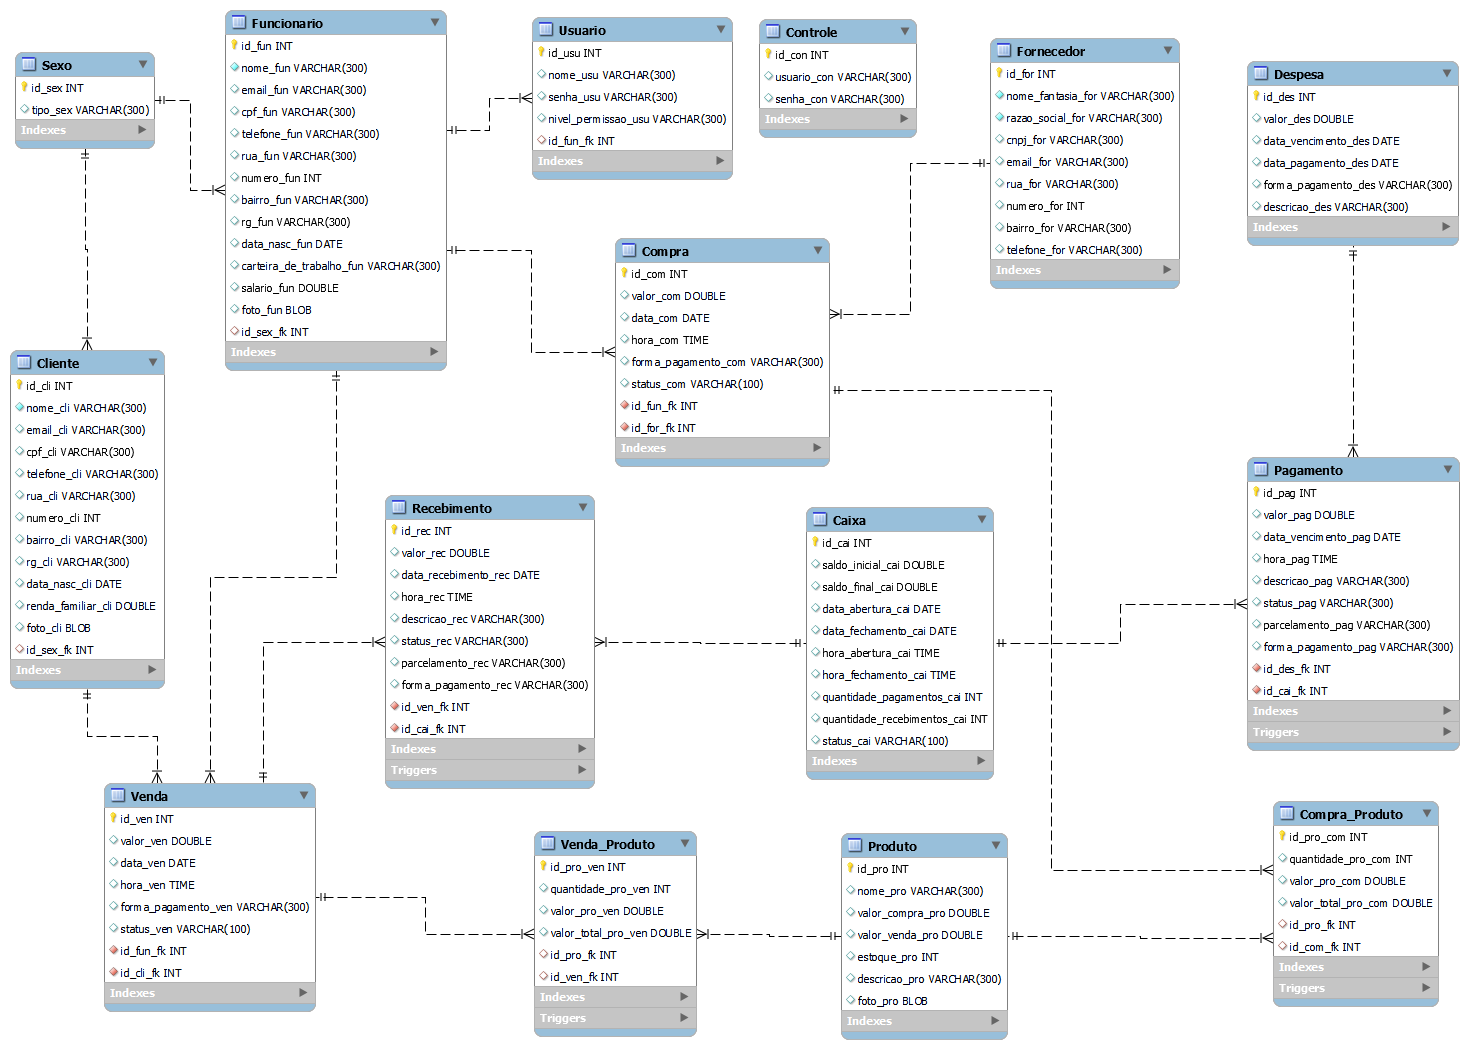 Sexo
id_sex INT
tipo_sex VARCHAR(300)
Indexes
Funcionario
id_fun INT
nome_fun VARCHAR(300)
email_fun VARCHAR(300)
cpf_fun VARCHAR(300)
telefone_fun VARCHAR(300)
rua_fun VARCHAR(300)
numero_fun INT
bairro_fun VARCHAR(300)
rg_fun VARCHAR(300)
data_nasc_fun DATE
carteira_de_trabalho_fun VARCHAR(300)
salario_fun DOUBLE
foto_fun BLOB
id_sex_fk INT
Indexes
Usuario
id_usu INT
nome_usu VARCHAR(300)
senha_usu VARCHAR(300)
nivel_permissao_usu VARCHAR(300)
id_fun_fk INT
Indexes
Controle
id_con INT
usuario_con VARCHAR(300)
senha_con VARCHAR(300)
Indexes
Fornecedor
id_for INT
nome_fantasia_for VARCHAR(300)
razao_social_for VARCHAR(300)
cnpj_for VARCHAR(300)
email_for VARCHAR(300)
rua_for VARCHAR(300)
numero_for INT
bairro_for VARCHAR(300)
telefone_for VARCHAR(300)
Indexes
Despesa
id_des INT
valor_des DOUBLE
data_vencimento_des DATE
data_pagamento_des DATE
forma_pagamento_des VARCHAR(300)
descricao_des VARCHAR(300)
Indexes
Compra
id_com INT
valor_com DOUBLE
data_com DATE
hora_com TIME
forma_pagamento_com VARCHAR(300)
status_com VARCHAR(100)
id_fun_fk INT
id_for_fk INT
Indexes
Cliente
id_cli INT
nome_cli VARCHAR(300)
email_cli VARCHAR(300)
cpf_cli VARCHAR(300)
telefone_cli VARCHAR(300)
rua_cli VARCHAR(300)
numero_cli INT
bairro_cli VARCHAR(300)
rg_cli VARCHAR(300)
data_nasc_cli DATE
renda_familiar_cli DOUBLE
foto_cli BLOB
id_sex_fk INT
Indexes
Recebimento
id_rec INT
valor_rec DOUBLE
data_recebimento_rec DATE
hora_rec TIME
descricao_rec VARCHAR(300)
status_rec VARCHAR(300)
parcelamento_rec VARCHAR(300)
forma_pagamento_rec VARCHAR(300)
id_ven_fk INT
id_cai_fk INT
Indexes
Triggers
Caixa
id_cai INT
saldo_inicial_cai DOUBLE
saldo_final_cai DOUBLE
data_abertura_cai DATE
data_fechamento_cai DATE
hora_abertura_cai TIME
hora_fechamento_cai TIME
quantidade_pagamentos_cai INT
quantidade_recebimentos_cai INT
status_cai VARCHAR(100)
Indexes
Pagamento
id_pag INT
valor_pag DOUBLE
data_vencimento_pag DATE
hora_pag TIME
descricao_pag VARCHAR(300)
status_pag VARCHAR(300)
parcelamento_pag VARCHAR(300)
forma_pagamento_pag VARCHAR(300)
id_des_fk INT
id_cai_fk INT
Indexes
Triggers
Venda
id_ven INT
valor_ven DOUBLE
data_ven DATE
hora_ven TIME
forma_pagamento_ven VARCHAR(300)
status_ven VARCHAR(100)
id_fun_fk INT
id_cli_fk INT
Indexes
Venda_Produto
id_pro_ven INT
quantidade_pro_ven INT
valor_pro_ven DOUBLE
valor_total_pro_ven DOUBLE
id_pro_fk INT
id_ven_fk INT
Indexes
Triggers
Produto
id_pro INT
nome_pro VARCHAR(300)
valor_compra_pro DOUBLE
valor_venda_pro DOUBLE
estoque_pro INT
descricao_pro VARCHAR(300)
foto_pro BLOB
Indexes
Compra_Produto
id_pro_com INT
quantidade_pro_com INT
valor_pro_com DOUBLE
valor_total_pro_com DOUBLE
id_pro_fk INT
id_com_fk INT
Indexes
Triggers